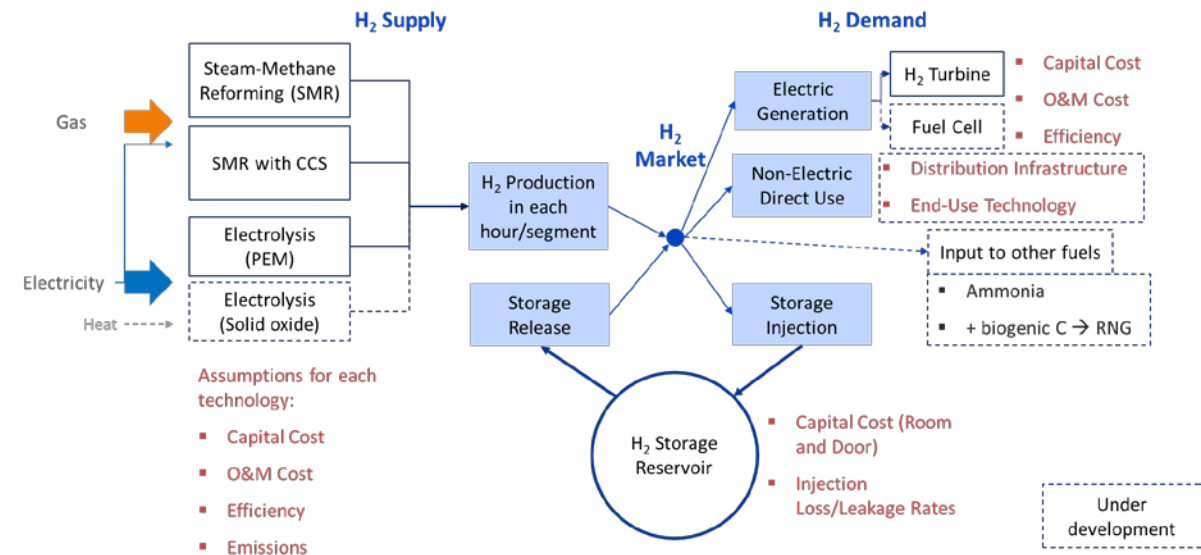 H₂ Supply
H₂ Demand
Gas
Electricity
Heat
Steam-Methane
Reforming (SMR)
SMR with CCS
Electrolysis
(PEM)
Electrolysis
(Solid oxide)
Assumptions for each
technology:
▪ Capital Cost
▪ O&M Cost
▪ Efficiency
▪ Emissions
H₂ Production
in each
hour/segment
H₂
Market
Storage
Release
Electric
Generation
H₂ Turbine
Fuel Cell
▪ Capital Cost
▪ O&M Cost
▪ Efficiency
Non-Electric
Direct Use
▪ Distribution Infrastructure
▪ End-Use Technology
Input to other fuels
▪ Ammonia
▪ + biogenic C → RNG
Storage
Injection
H₂ Storage
Reservoir
▪ Capital Cost (Room
and Door)
▪ Injection
Loss/Leakage Rates
Under
development